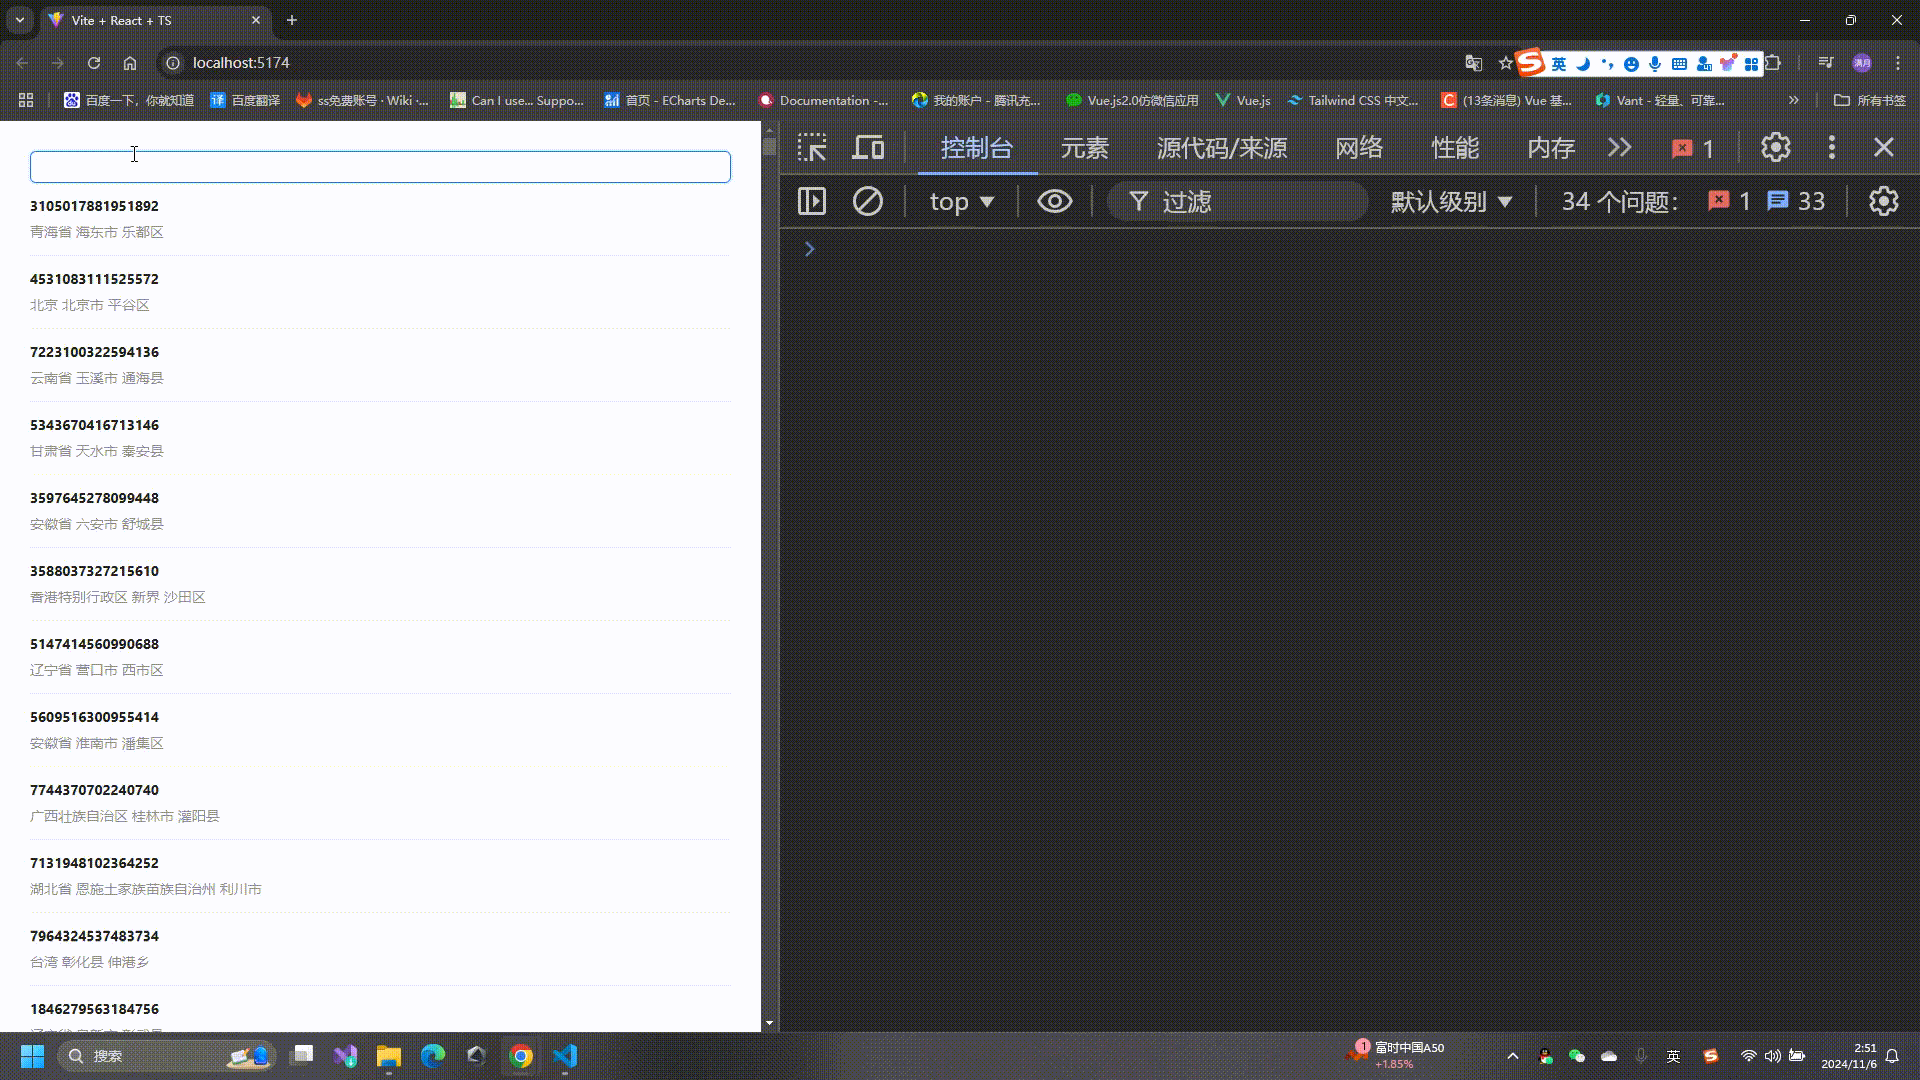 Vite + React + TS
localhost:5174
英
满月
百度一下，你就知道
百度翻译
ss免费账号 · Wiki ·...
Can I use... Suppo...
首页 - ECharts De...
Documentation -...
我的账户 - 腾讯充...
Vue.js2.0仿微信应用
Vue.js
Tailwind CSS 中文...
(13条消息) Vue 基...
Vant - 轻量、可靠...
所有书签
控制台
元素
源代码/来源
网络
性能
内存
1
top
过滤
默认级别
34 个问题：
1
33
3105017881951892
青海省 海东市 乐都区
4531083111525572
北京 北京市 平谷区
7223100322594136
云南省 玉溪市 通海县
5343670416713146
甘肃省 天水市 秦安县
3597645278099448
安徽省 六安市 舒城县
3588037327215610
香港特别行政区 新界 沙田区
5147414560990688
辽宁省 营口市 西市区
5609516300955414
安徽省 淮南市 潘集区
7744370702240740
广西壮族自治区 桂林市 灌阳县
7131948102364252
湖北省 恩施土家族苗族自治州 利川市
7964324537483734
台湾 彰化县 伸港乡
1846279563184756
搜索
1
富时中国A50
+1.85%
英
2:51
2024/11/6